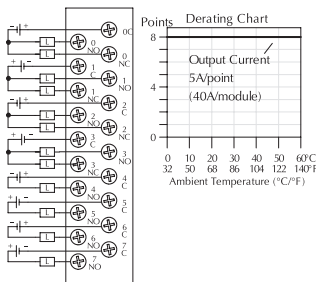 Points Derating Chart
8
4
0
Output Current
5A/point
(40A/module)
0 10 20 30 40 50 60°C
32 50 68 86 104 122 140°F
Ambient Temperature (°C/°F)
- + 0C
L
0
NO
L
0
NC
+ -
1
C
L
1
NO
L
1
NC
- +
2
C
L
2
NO
L
2
NC
+ -
3
C
L
3
NO
L
3
NC
- +
4
C
L
4
NO
+ -
5
C
L
5
NO
- +
6
C
L
6
NO
+ -
7
C
L
7
NO